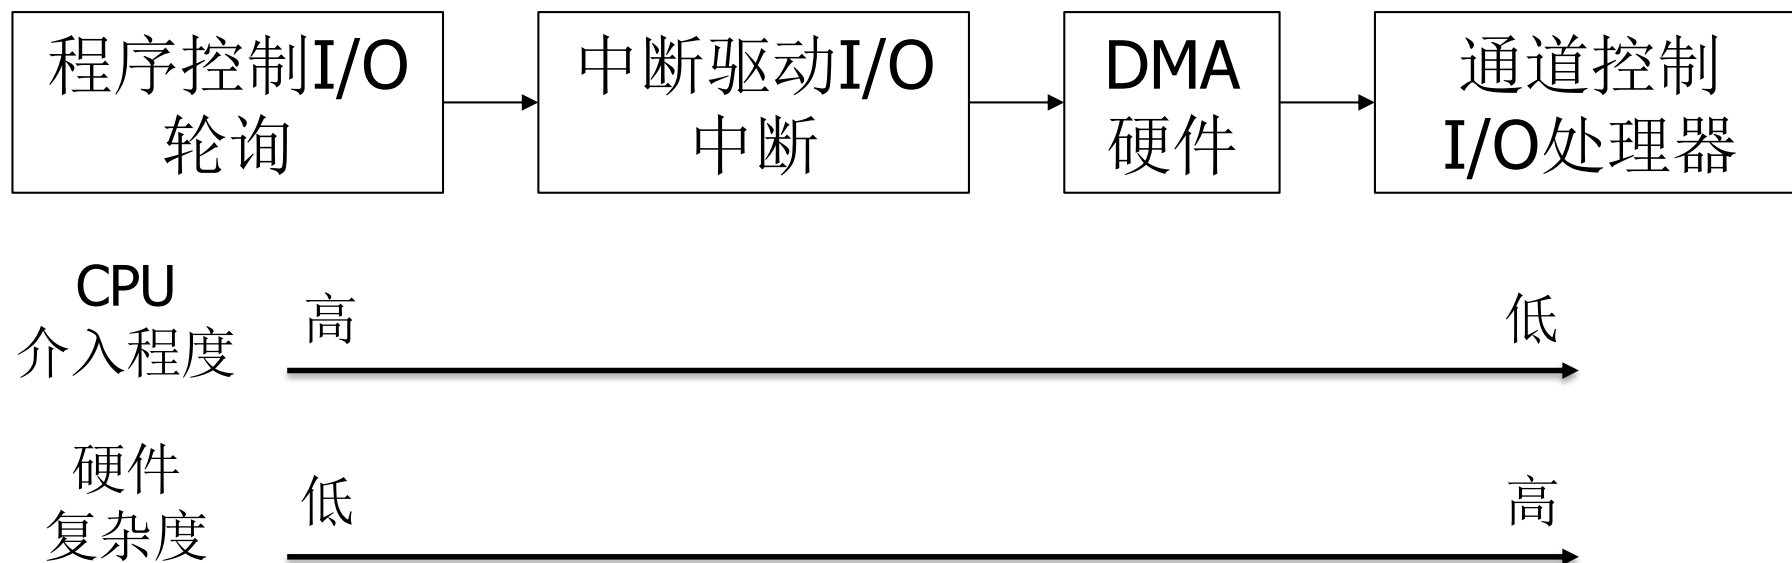 程序控制I/O
轮询
中断驱动I/O
中断
DMA
硬件
通道控制
I/O处理器
CPU
介入程度
高
低
硬件
复杂度
低
高